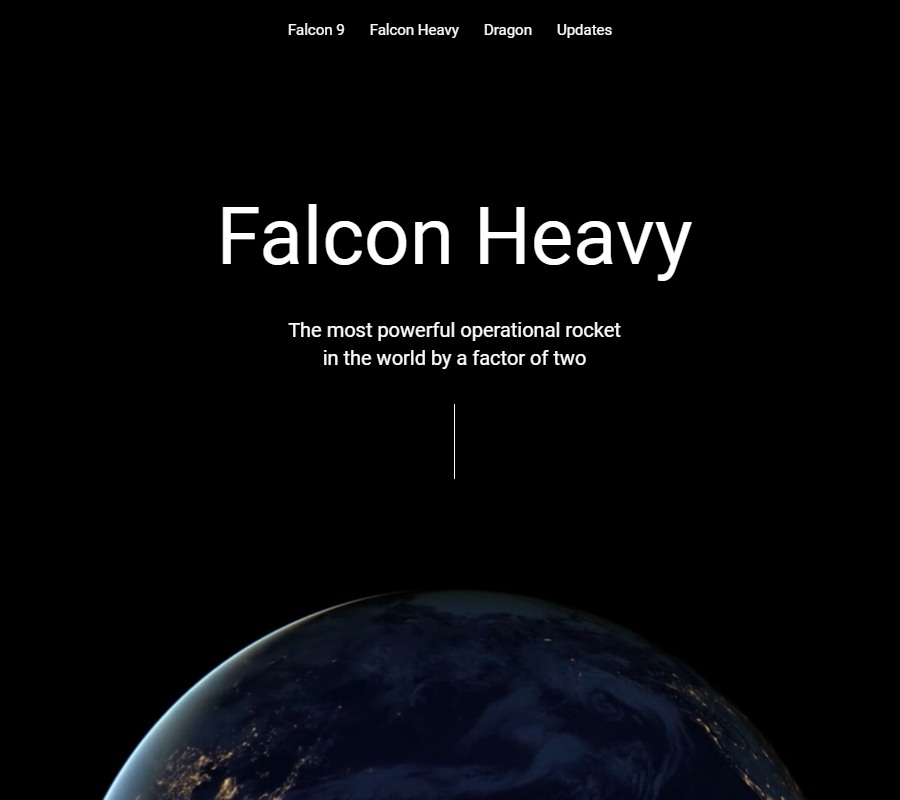 Falcon 9 Falcon Heavy Dragon Updates
Falcon Heavy
The most powerful operational rocket
in the world by a factor of two